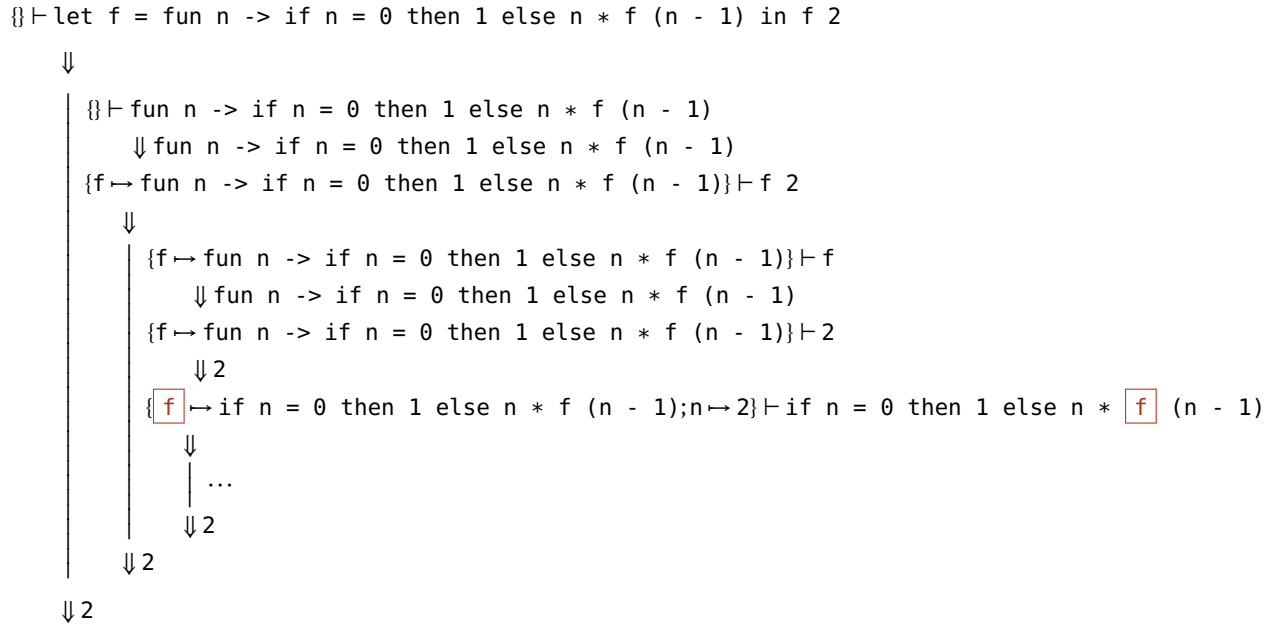 {} ⊢ let f = fun n -> if n = 0 then 1 else n * f (n - 1) in f 2
⇓
{} ⊢ fun n -> if n = 0 then 1 else n * f (n - 1)
⇓ fun n -> if n = 0 then 1 else n * f (n - 1)
{f ↦ fun n -> if n = 0 then 1 else n * f (n - 1)} ⊢ f 2
⇓
{f ↦ fun n -> if n = 0 then 1 else n * f (n - 1)} ⊢ f
⇓ fun n -> if n = 0 then 1 else n * f (n - 1)
{f ↦ fun n -> if n = 0 then 1 else n * f (n - 1)} ⊢ 2
⇓ 2
{ f ↦ if n = 0 then 1 else n * f (n - 1);n ↦ 2} ⊢ if n = 0 then 1 else n * f (n - 1)
⇓
...
⇓ 2
⇓ 2
⇓ 2